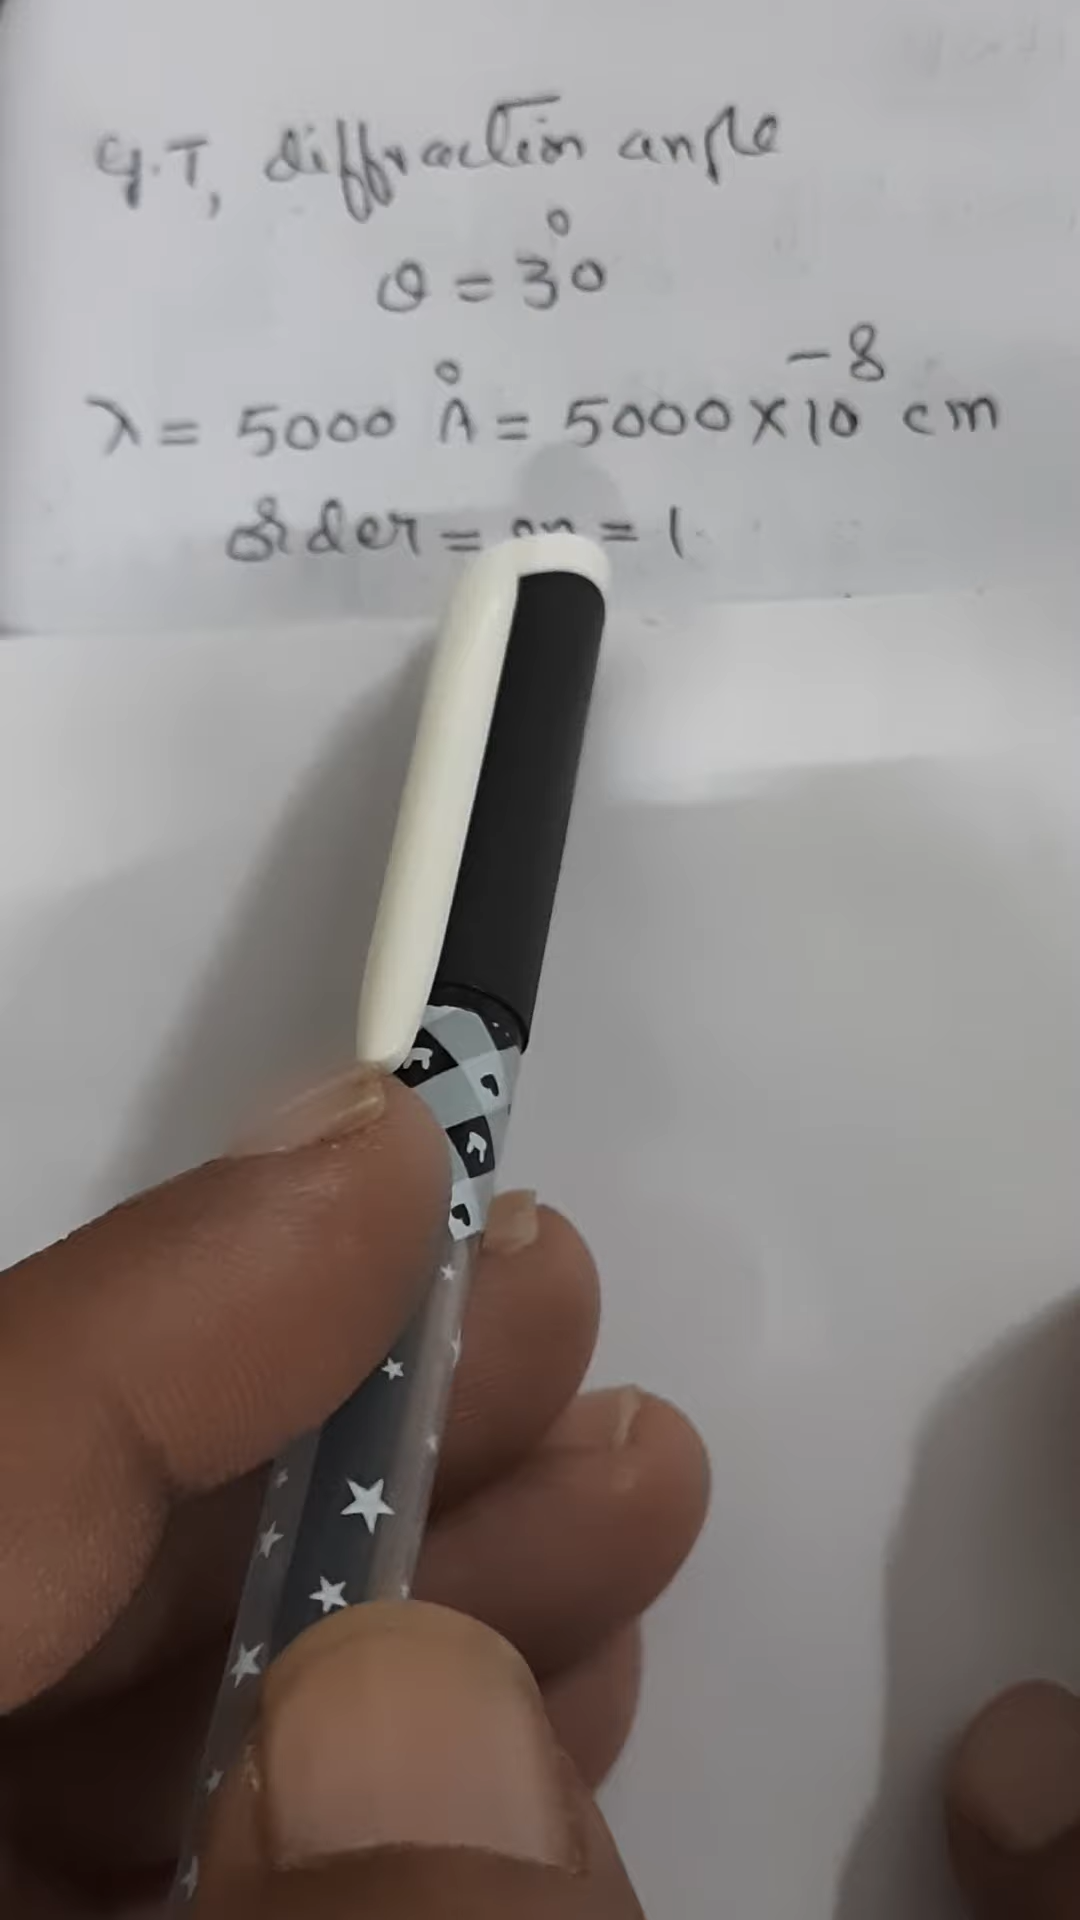 G.T, diffraction angle
θ = 30°
λ = 5000 Å = 5000 × 10⁻⁸ cm
order = m = 1